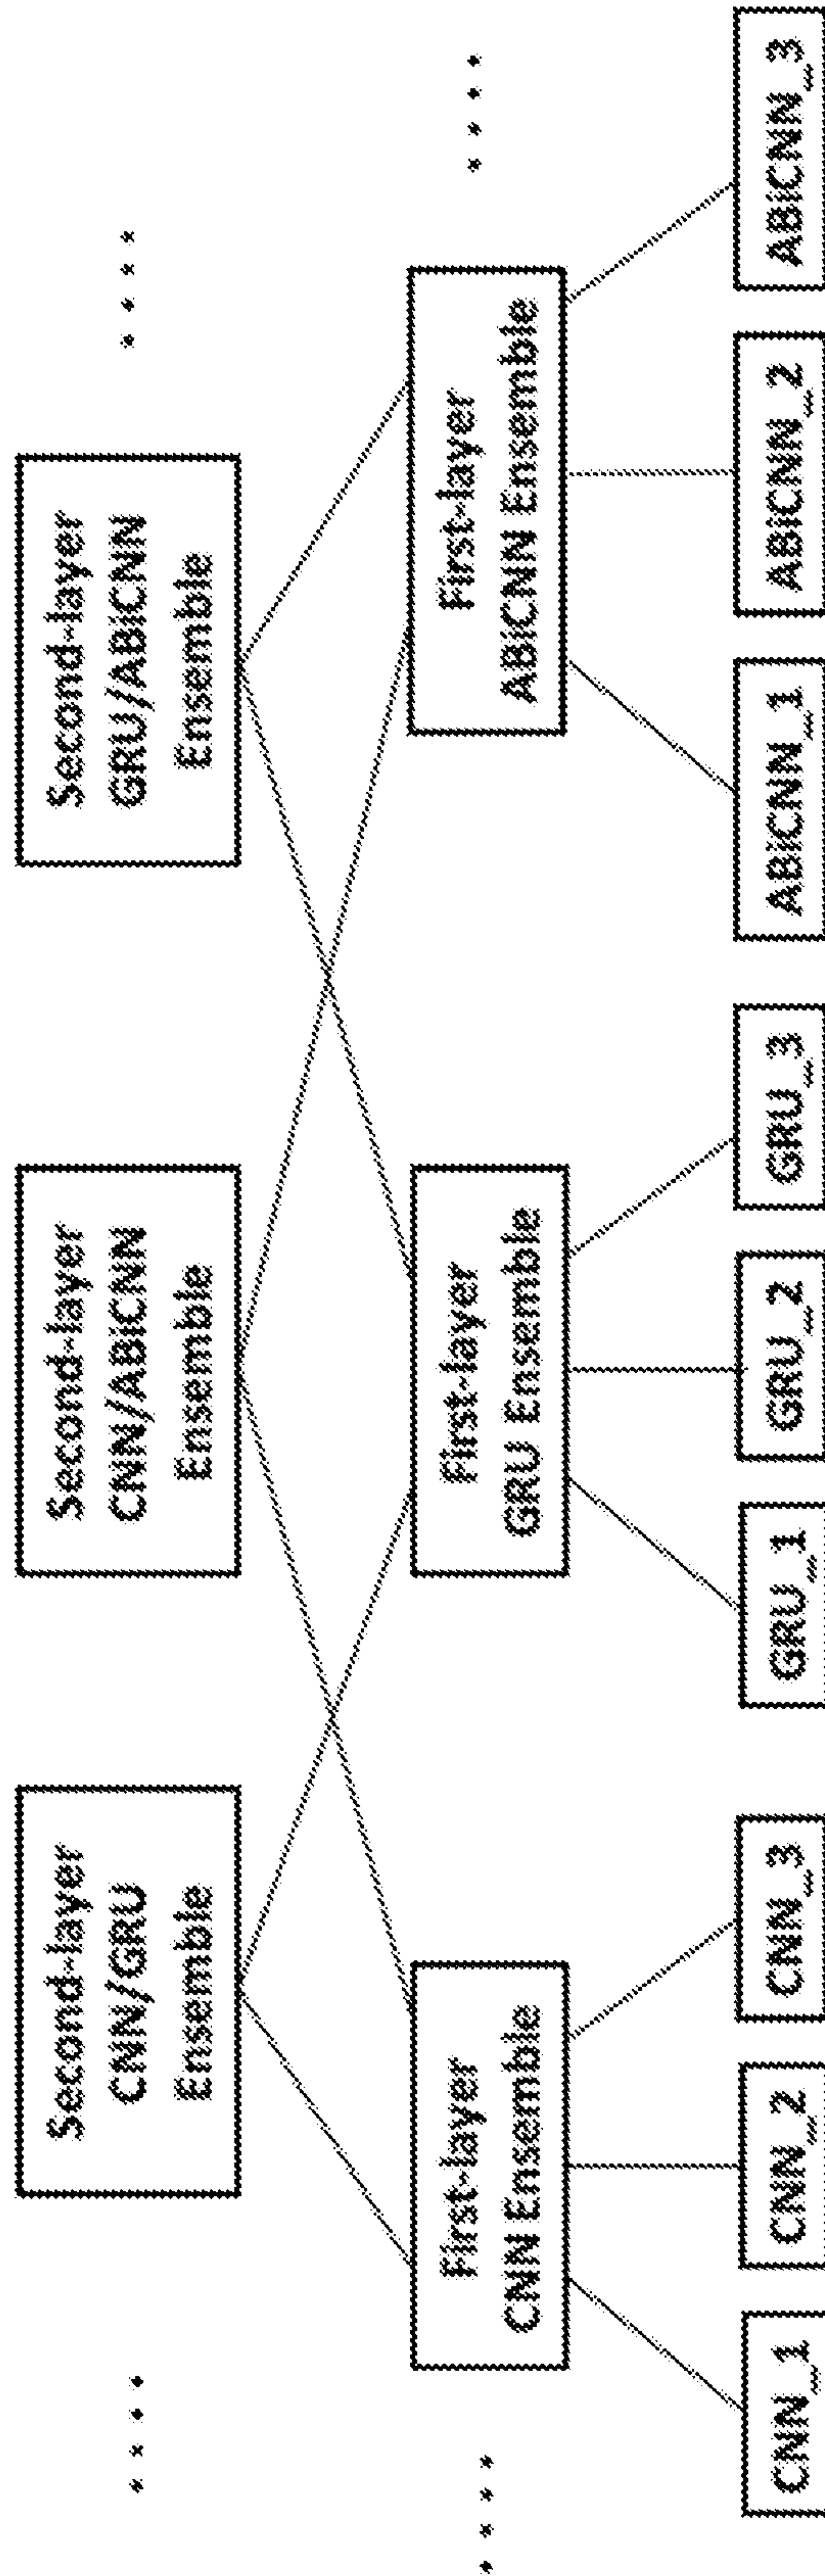 Second-layer
CNN/GRU
Ensemble
Second-layer
CNN/ABiCNN
Ensemble
Second-layer
GRU/ABiCNN
Ensemble
First-layer
CNN Ensemble
First-layer
GRU Ensemble
First-layer
ABiCNN Ensemble
CNN_1
CNN_2
CNN_3
GRU_1
GRU_2
GRU_3
ABiCNN_1
ABiCNN_2
ABiCNN_3